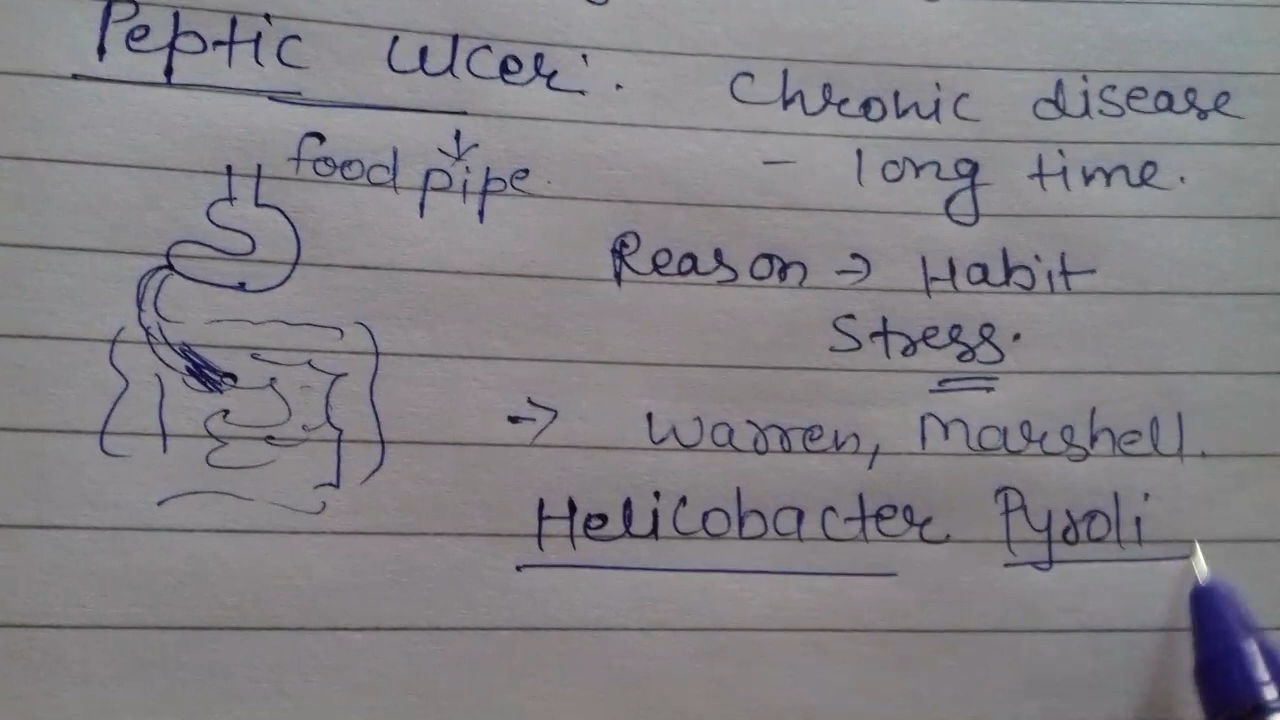 Peptic ulcer:
Chronic disease
- long time.
food pipe.
Reason → Habit
Stress.
→ Warren, Marshell.
Helicobacter Pyroli